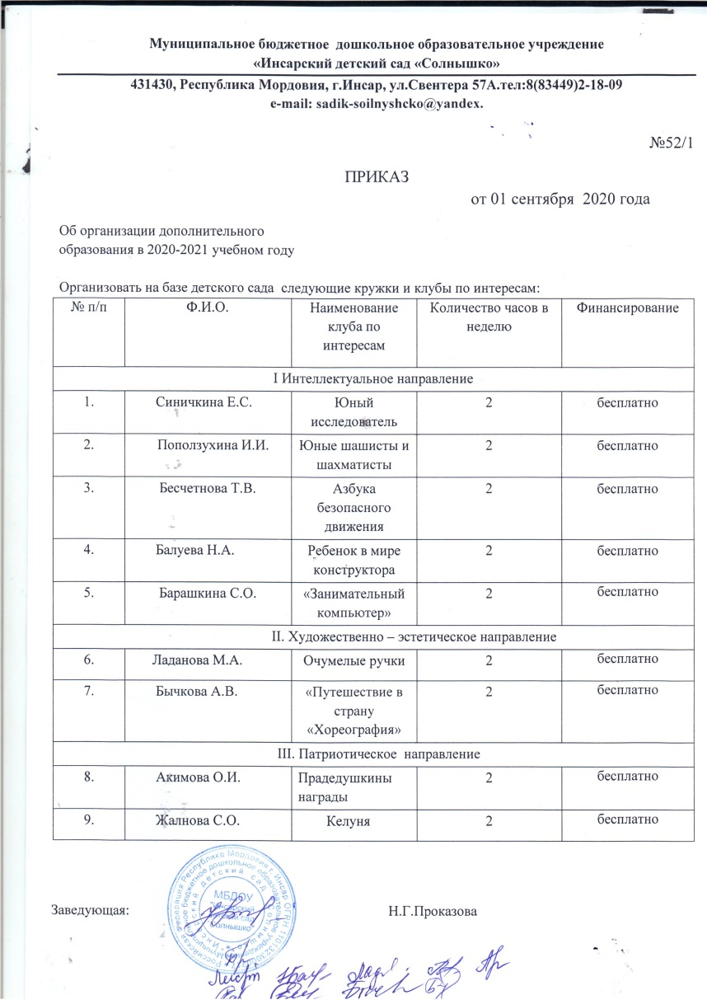 Муниципальное бюджетное дошкольное образовательное учреждение
«Инсарский детский сад «Солнышко»
431430, Республика Мордовия, г.Инсар, ул.Свентера 57А.тел:8(83449)2-18-09
e-mail: sadik-soilnyshcko@yandex.
№52/1
ПРИКАЗ
от 01 сентября 2020 года
Об организации дополнительного
образования в 2020-2021 учебном году
Организовать на базе детского сада следующие кружки и клубы по интересам:
№ п/п Ф.И.О. Наименование Количество часов в Финансирование
клуба по неделю
интересам
I Интеллектуальное направление
1. Синичкина Е.С. Юный 2 бесплатно
исследователь
2. Поползухина И.И. Юные шашисты и 2 бесплатно
шахматисты
3. Бесчетнова Т.В. Азбука 2 бесплатно
безопасного
движения
4. Балуева Н.А. Ребенок в мире 2 бесплатно
конструктора
5. Барашкина С.О. «Занимательный 2 бесплатно
компьютер»
II. Художественно – эстетическое направление
6. Ладанова М.А. Очумелые ручки 2 бесплатно
7. Бычкова А.В. «Путешествие в 2 бесплатно
страну
«Хореография»
III. Патриотическое направление
8. Акимова О.И. Прадедушкины 2 бесплатно
награды
9. Жалнова С.О. Келуня 2 бесплатно
Заведующая: Н.Г.Проказова
МБДОУ
"Инсарский
детский сад
Солнышко"